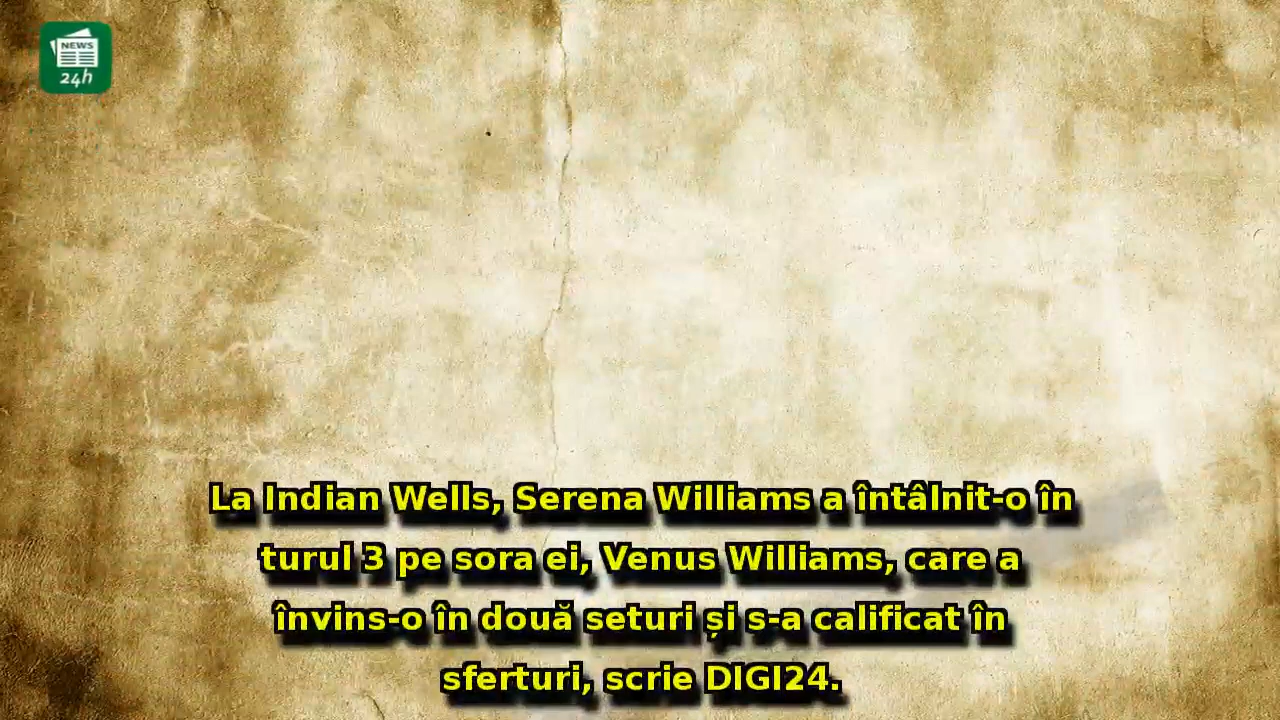 NEWS
24h
La Indian Wells, Serena Williams a întâlnit-o în
turul 3 pe sora ei, Venus Williams, care a
învins-o în două seturi și s-a calificat în
sferturi, scrie DIGI24.